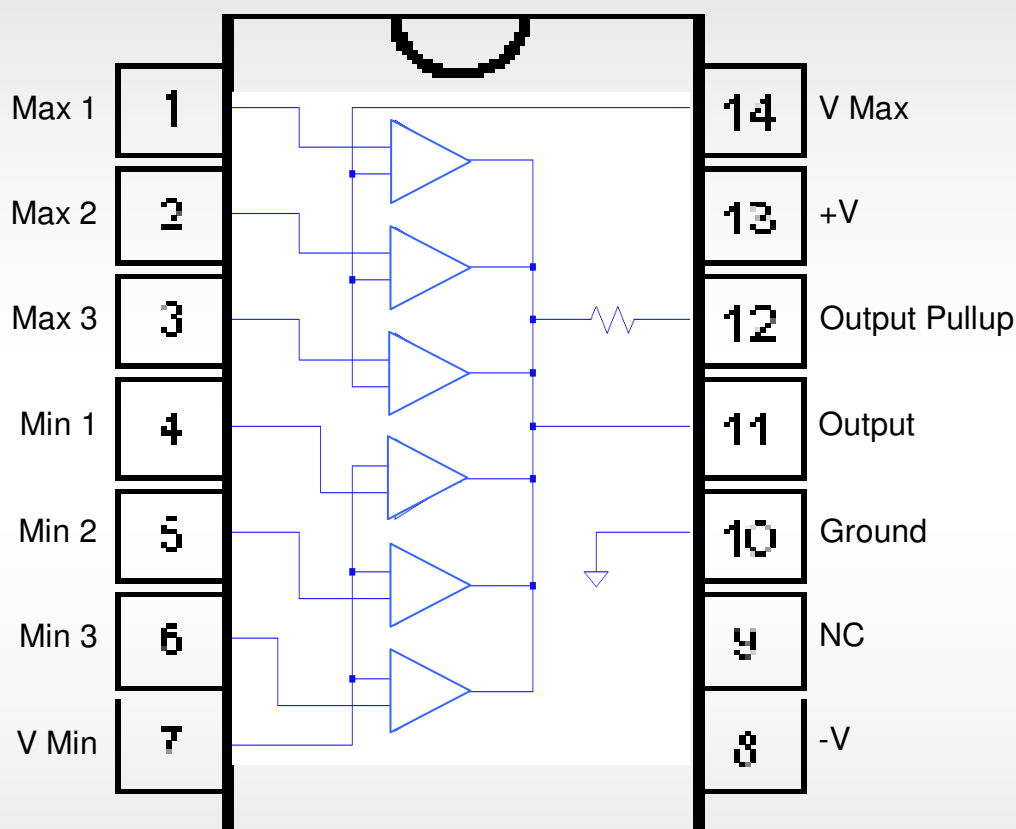 Max 1 1 14 V Max
Max 2 2 13 +V
Max 3 3 12 Output Pullup
Min 1 4 11 Output
Min 2 5 10 Ground
Min 3 6 9 NC
V Min 7 8 -V